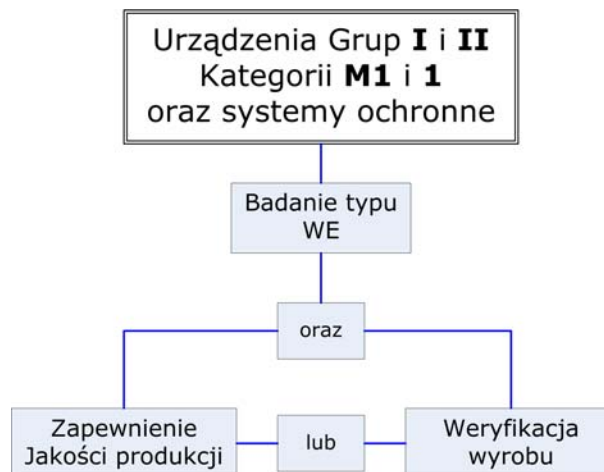 Urządzenia Grup I i II
Kategorii M1 i 1
oraz systemy ochronne
Badanie typu
WE
oraz
Zapewnienie
Jakości produkcji
lub
Weryfikacja
wyrobu